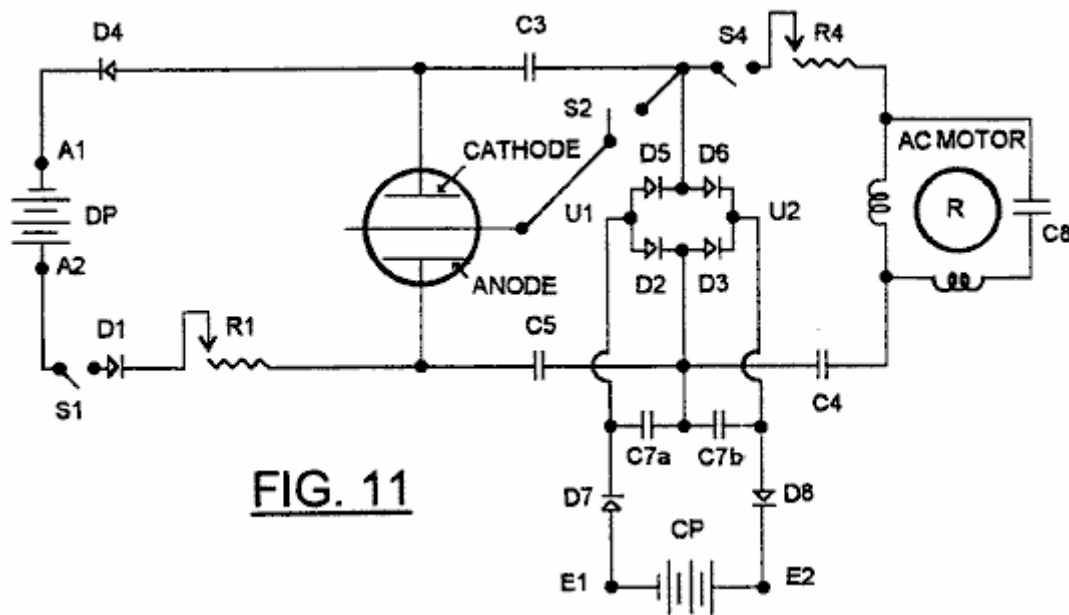 D4
C3
S4
R4
S2
A1
CATHODE
D5
D6
AC MOTOR
DP
U1
U2
R
C8
A2
ANODE
D2
D3
D1
R1
C5
S1
C4
C7a
C7b
FIG. 11
D7
D8
CP
E1
E2